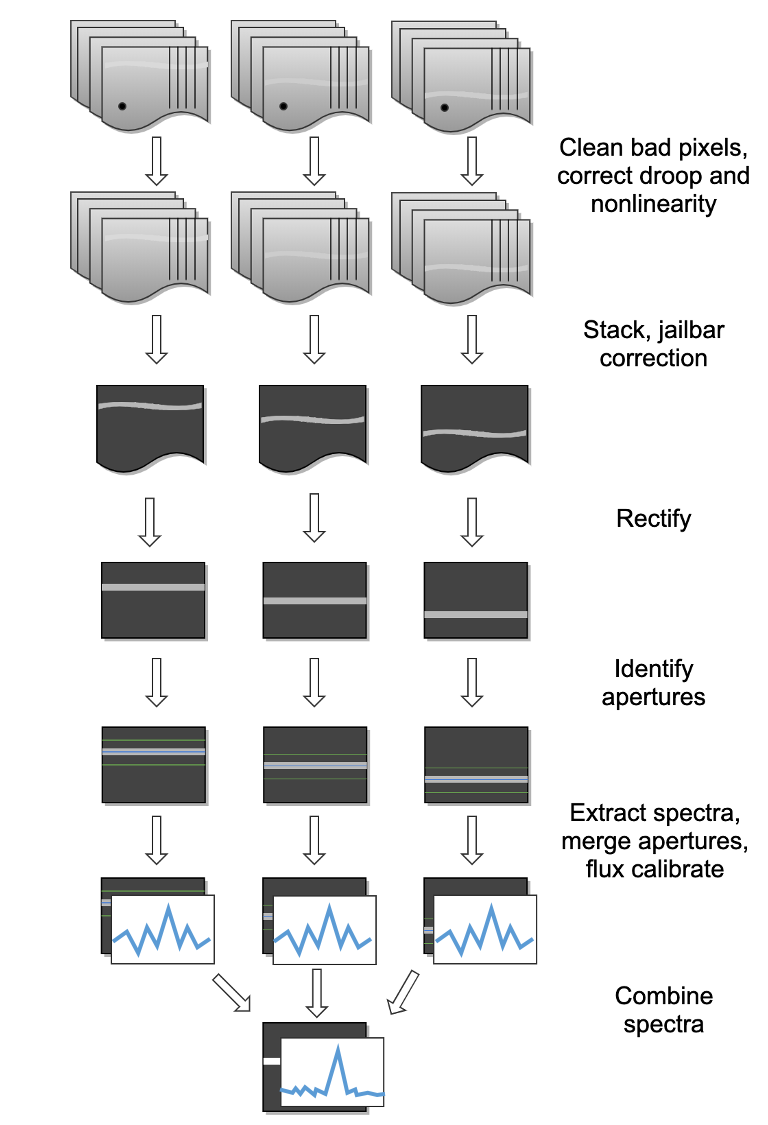 Clean bad pixels,
correct droop and
nonlinearity
Stack, jailbar
correction
Rectify
Identify
apertures
Extract spectra,
merge apertures,
flux calibrate
Combine
spectra